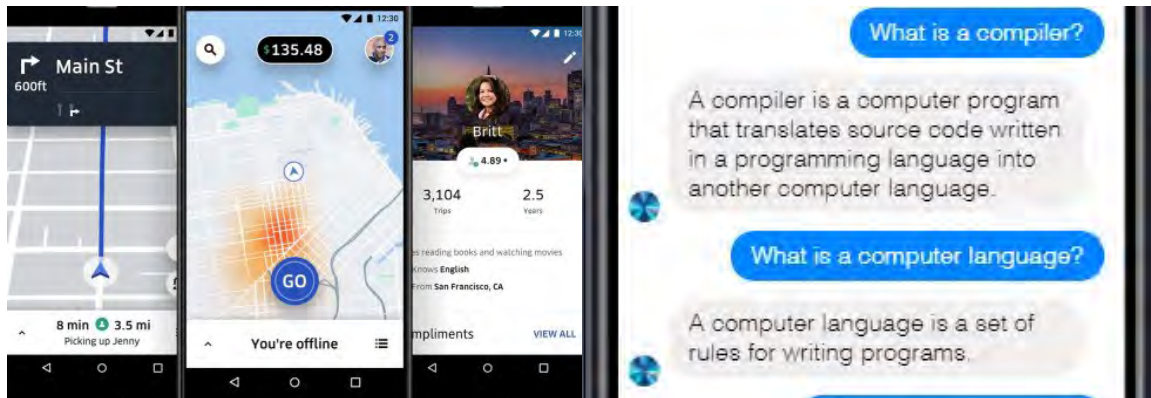 Main St
600ft
8 min 3.5 mi
Picking up Jenny
12:30
$135.48
2
GO
You're offline
12:30
Britt
4.89
3,104 2.5
Trips Years
es reading books and watching movies
Knows English
From San Francisco, CA
mpliments VIEW ALL
What is a compiler?
A compiler is a computer program
that translates source code written
in a programming language into
another computer language.
What is a computer language?
A computer language is a set of
rules for writing programs.